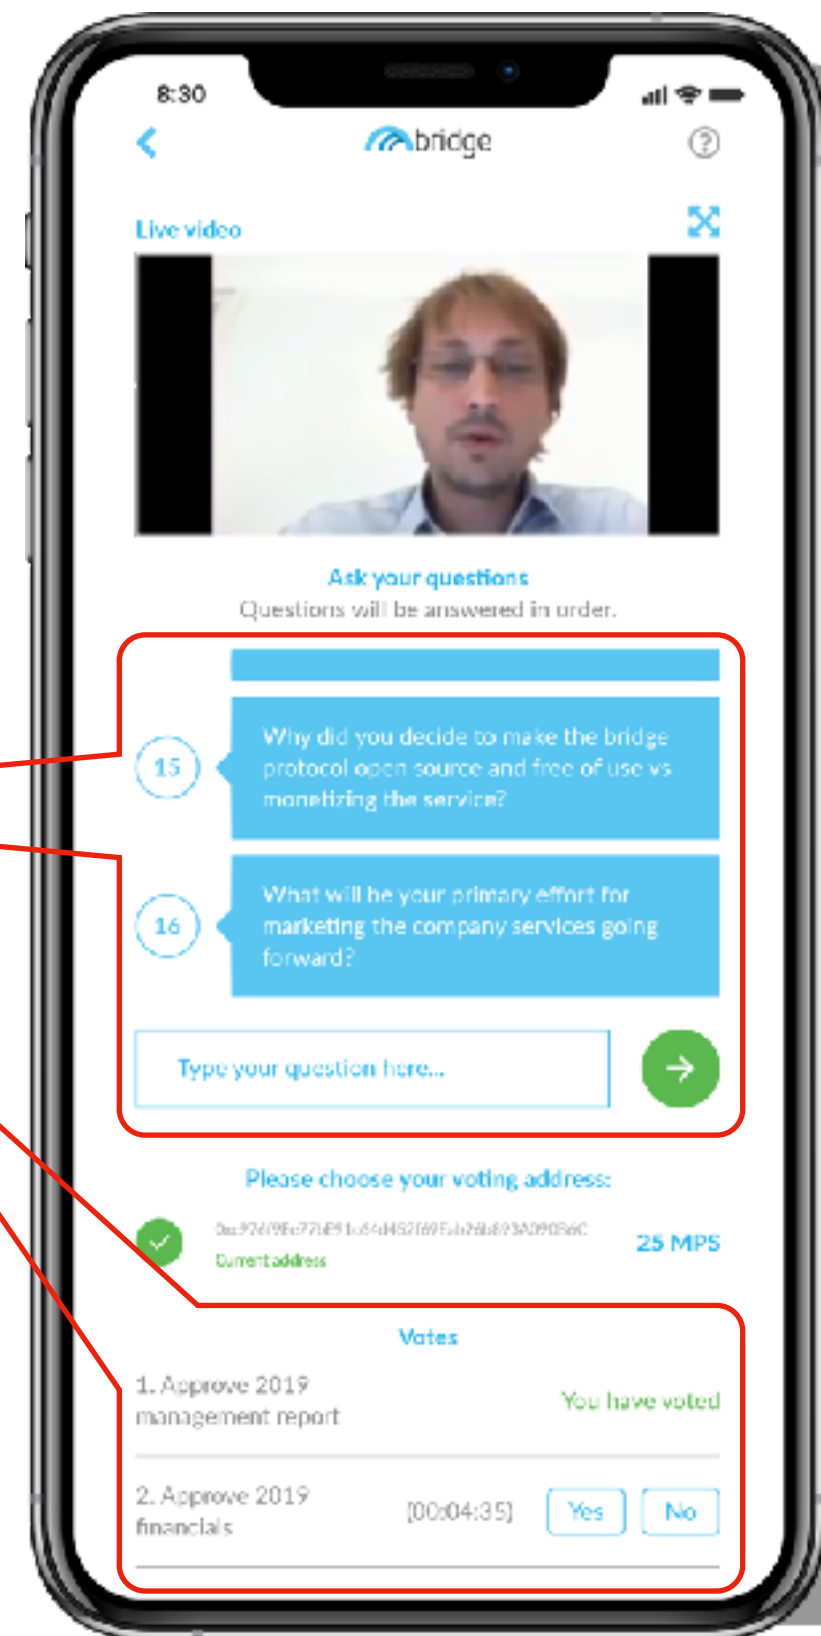 8:30
bridge
?
Live video
Ask your questions
Questions will be answered in order.
15
Why did you decide to make the bridge
protocol open source and free of use vs
monetizing the service?
16
What will be your primary effort for
marketing the company services going
forward?
Type your question here...
Please choose your voting address:
25 MPS
Current address
Votes
1. Approve 2019
management report
You have voted
2. Approve 2019
financials
(00:04:35)
Yes
No